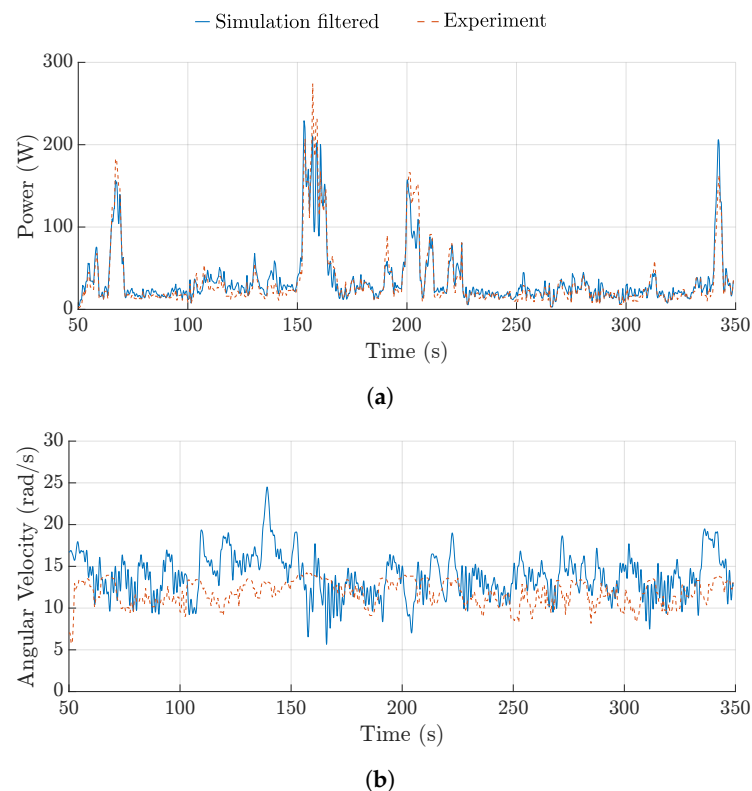 Simulation filtered Experiment
300
200
100
0
Power (W)
50 100 150 200 250 300 350
Time (s)
(a)
30
25
20
15
10
5
0
Angular Velocity (rad/s)
50 100 150 200 250 300 350
Time (s)
(b)